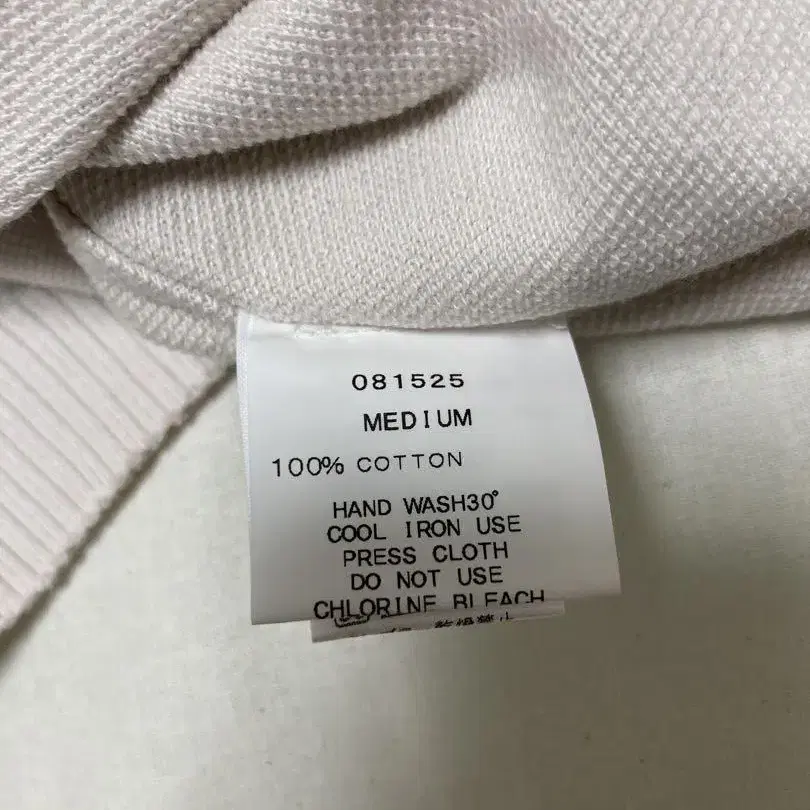 081525
MEDIUM
100% COTTON
HAND WASH30°
COOL IRON USE
PRESS CLOTH
DO NOT USE
CHLORINE BLEACH